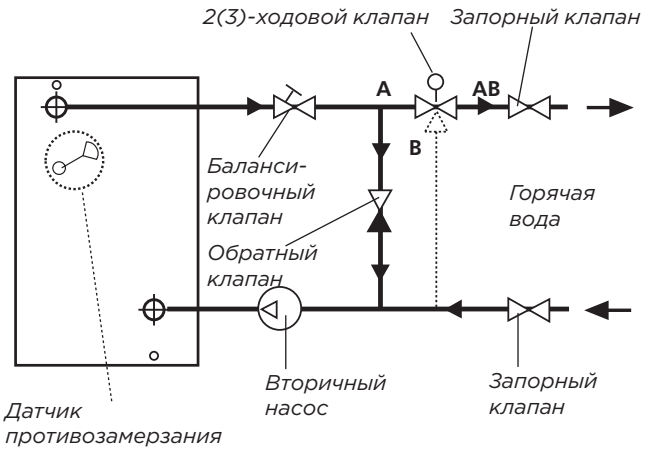 2(3)-ходовой клапан
Запорный клапан
А
АВ
В
Баланси-
ровочный
клапан
Горячая
вода
Обратный
клапан
Вторичный
насос
Запорный
клапан
Датчик
противозамерзания